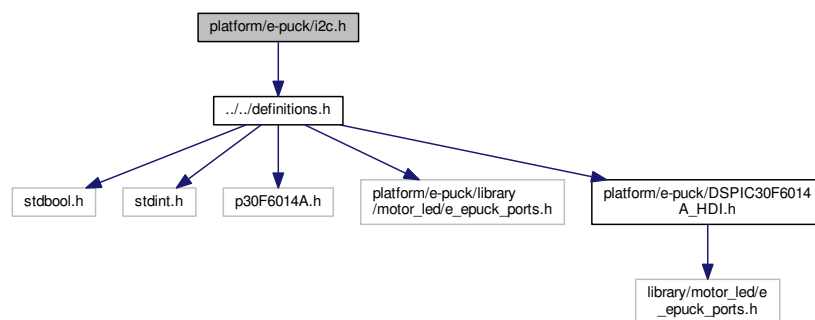 platform/e-puck/i2c.h
../../definitions.h
stdbool.h
stdint.h
p30F6014A.h
platform/e-puck/library
/motor_led/e_epuck_ports.h
platform/e-puck/DSPIC30F6014
A_HDI.h
library/motor_led/e
_epuck_ports.h